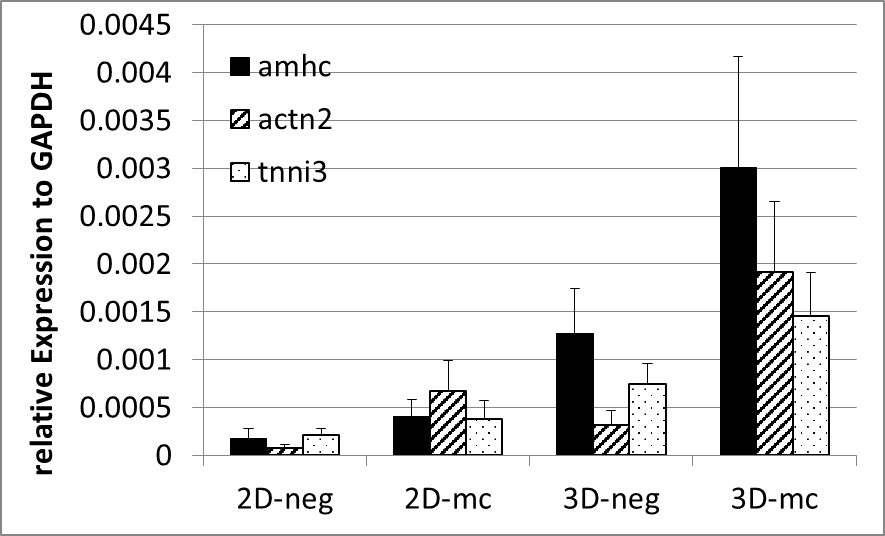 relative Expression to GAPDH
0.0045
0.004
0.0035
0.003
0.0025
0.002
0.0015
0.001
0.0005
0
amhc
actn2
tnni3
2D-neg
2D-mc
3D-neg
3D-mc